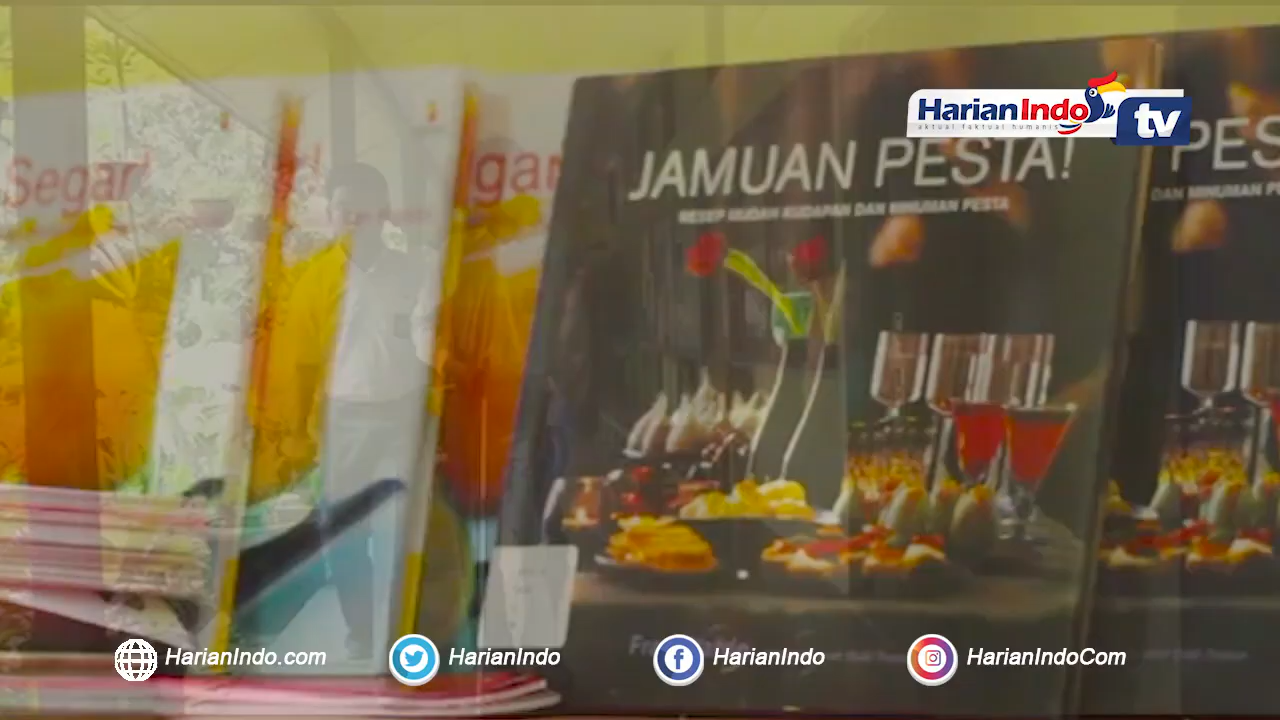 HarianIndo
tv
aktual faktual humanis
JAMUAN PESTA!
RESEP MUDAH KUDAPAN DAN MINUMAN PESTA
PES
DAN MINUMAN P
Segar!
gar
HarianIndo.com
HarianIndo
HarianIndo
HarianIndoCom